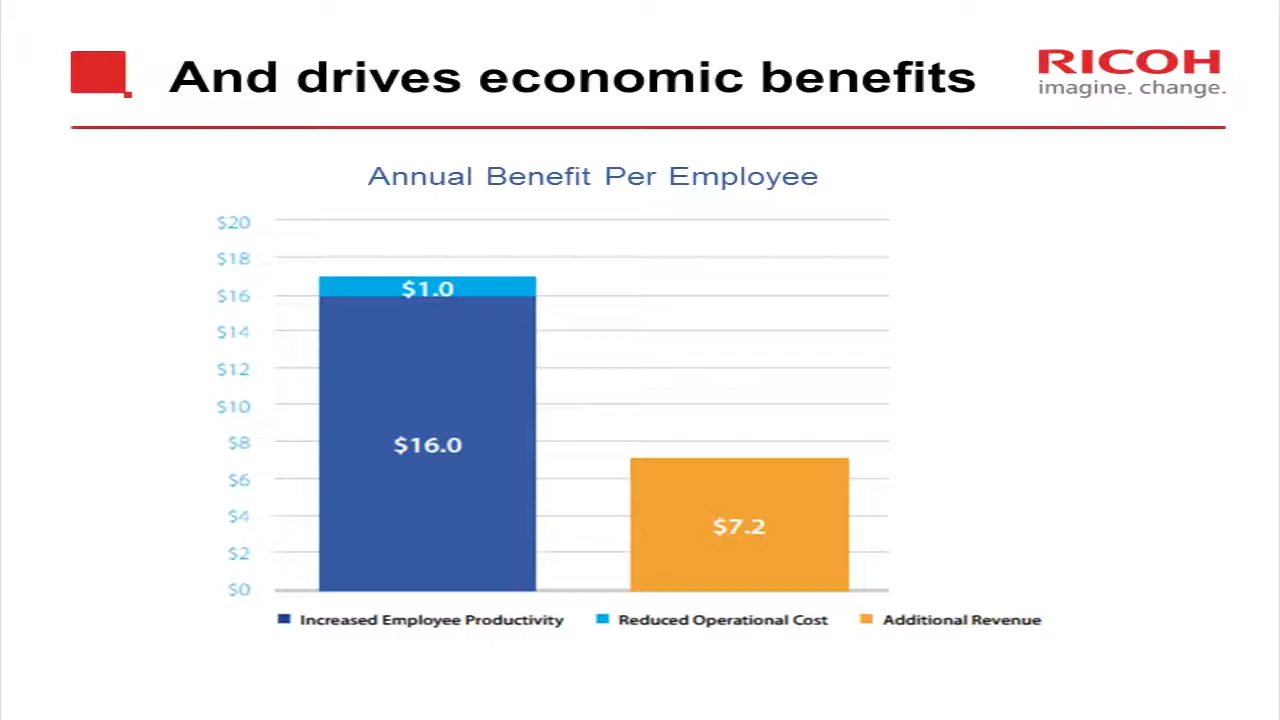 And drives economic benefits
RICOH
imagine. change.
Annual Benefit Per Employee
$20
$18
$16
$14
$12
$10
$8
$6
$4
$2
$0
$1.0
$16.0
$7.2
Increased Employee Productivity Reduced Operational Cost Additional Revenue